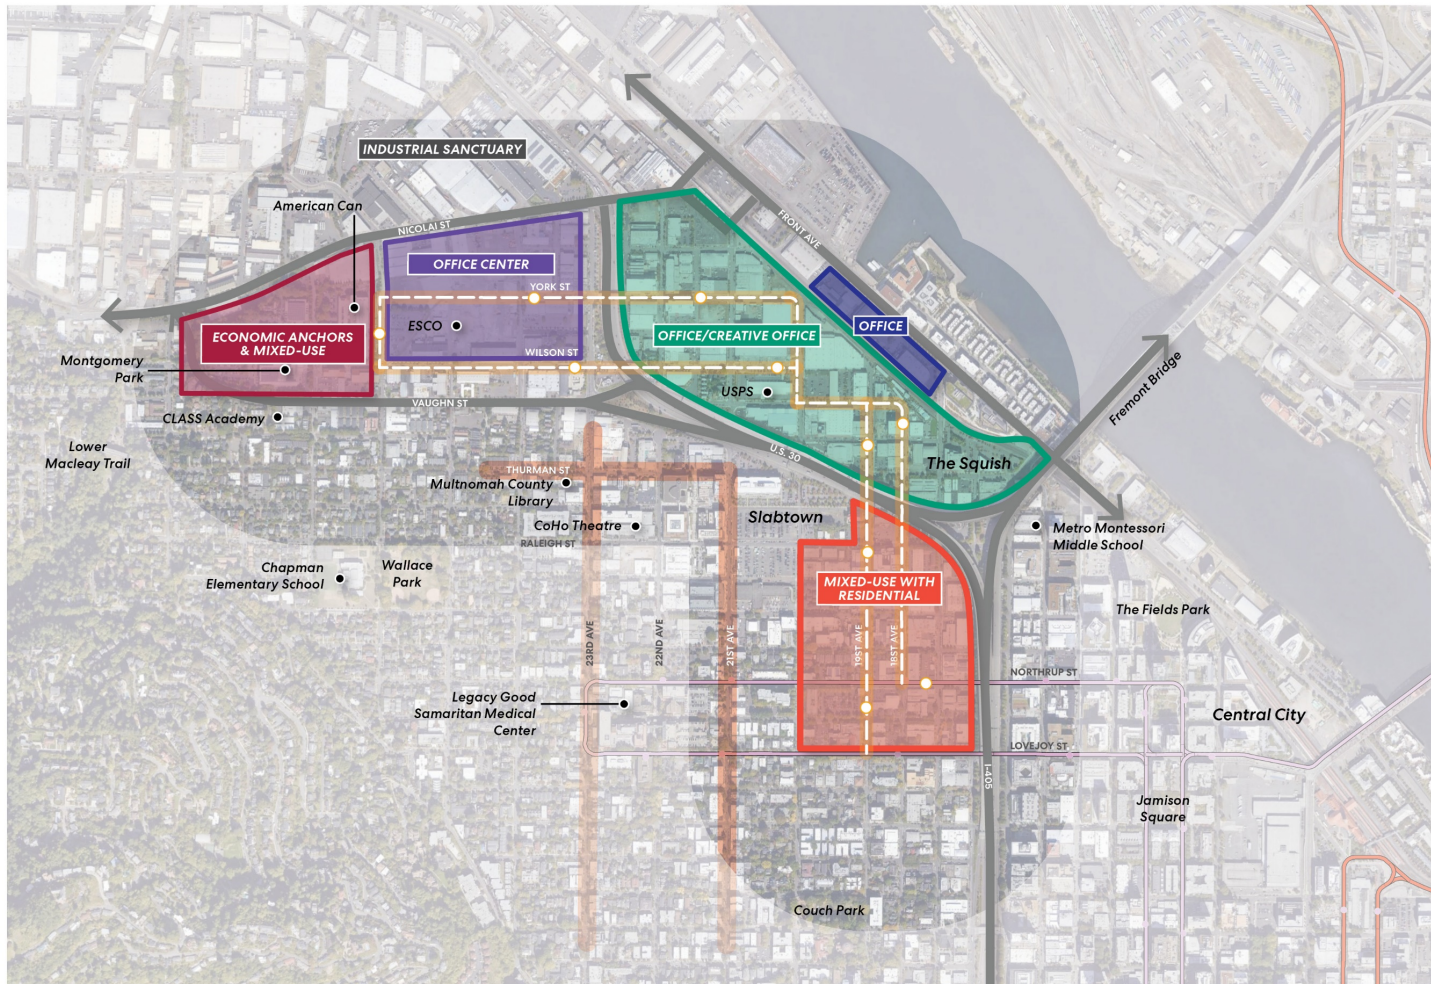 INDUSTRIAL SANCTUARY
American Can
NICOLAI ST
FRONT AVE
OFFICE CENTER
YORK ST
ESCO
WILSON ST
ECONOMIC ANCHORS
& MIXED-USE
OFFICE/CREATIVE OFFICE
OFFICE
Montgomery
Park
USPS
VAUGHN ST
CLASS Academy
Fremont Bridge
Lower
Macleay Trail
U.S. 30
The Squish
THURMAN ST
Multnomah County
Library
CoHo Theatre
Slabtown
RALEIGH ST
Metro Montessori
Middle School
Chapman
Elementary School
Wallace
Park
MIXED-USE WITH
RESIDENTIAL
The Fields Park
23RD AVE
22ND AVE
21ST AVE
19ST AVE
18ST AVE
NORTHRUP ST
Legacy Good
Samaritan Medical
Center
Central City
LOVEJOY ST
I-405
Jamison
Square
Couch Park